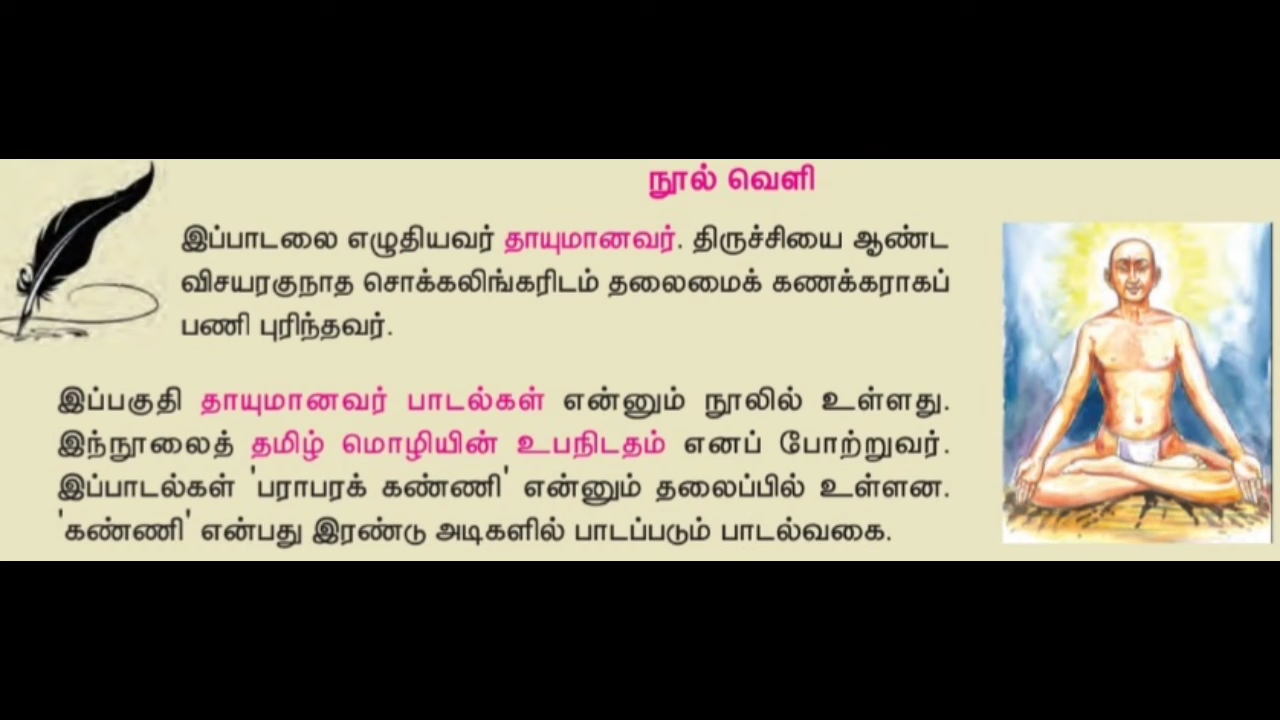 நூல் வெளி
இப்பாடலை எழுதியவர் தாயுமானவர். திருச்சியை ஆண்ட
விசயரகுநாத சொக்கலிங்கரிடம் தலைமைக் கணக்கராகப்
பணி புரிந்தவர்.
இப்பகுதி தாயுமானவர் பாடல்கள் என்னும் நூலில் உள்ளது.
இந்நூலைத் தமிழ் மொழியின் உபநிடதம் எனப் போற்றுவர்.
இப்பாடல்கள் 'பராபரக் கண்ணி' என்னும் தலைப்பில் உள்ளன.
'கண்ணி' என்பது இரண்டு அடிகளில் பாடப்படும் பாடல்வகை.